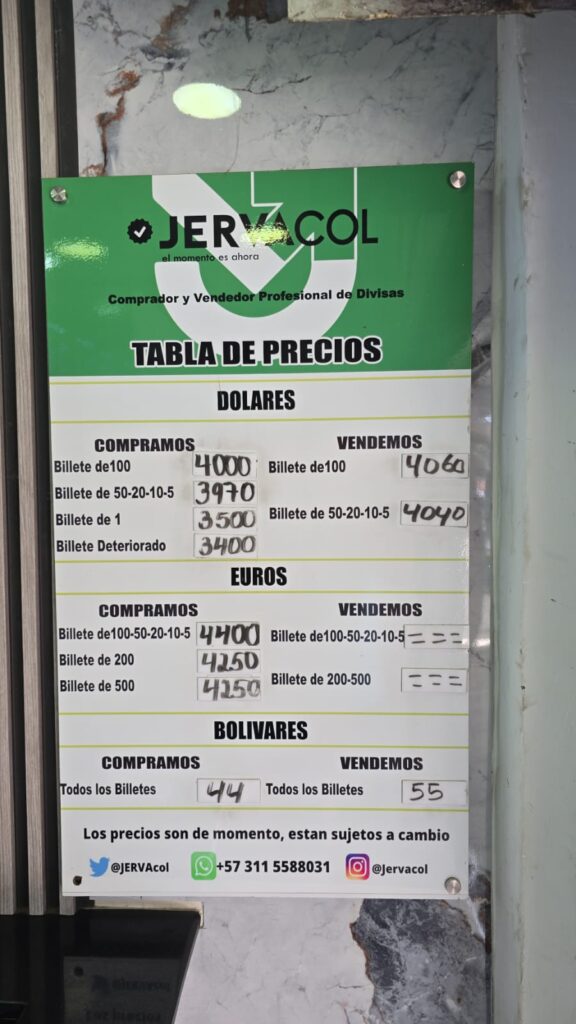 JERVACOL
el momento es ahora
Comprador y Vendedor Profesional de Divisas
TABLA DE PRECIOS
DOLARES
COMPRAMOS
Billete de100 4000
Billete de 50-20-10-5 3970
Billete de 1 3500
Billete Deteriorado 3400
VENDEMOS
Billete de100 4060
Billete de 50-20-10-5 4040
EUROS
COMPRAMOS
Billete de100-50-20-10-5 4400
Billete de 200 4250
Billete de 500 4250
VENDEMOS
Billete de100-50-20-10-5 ===
Billete de 200-500 ===
BOLIVARES
COMPRAMOS
Todos los Billetes 44
VENDEMOS
Todos los Billetes 55
Los precios son de momento, estan sujetos a cambio
@JERVAcol +57 311 5588031 @Jervacol